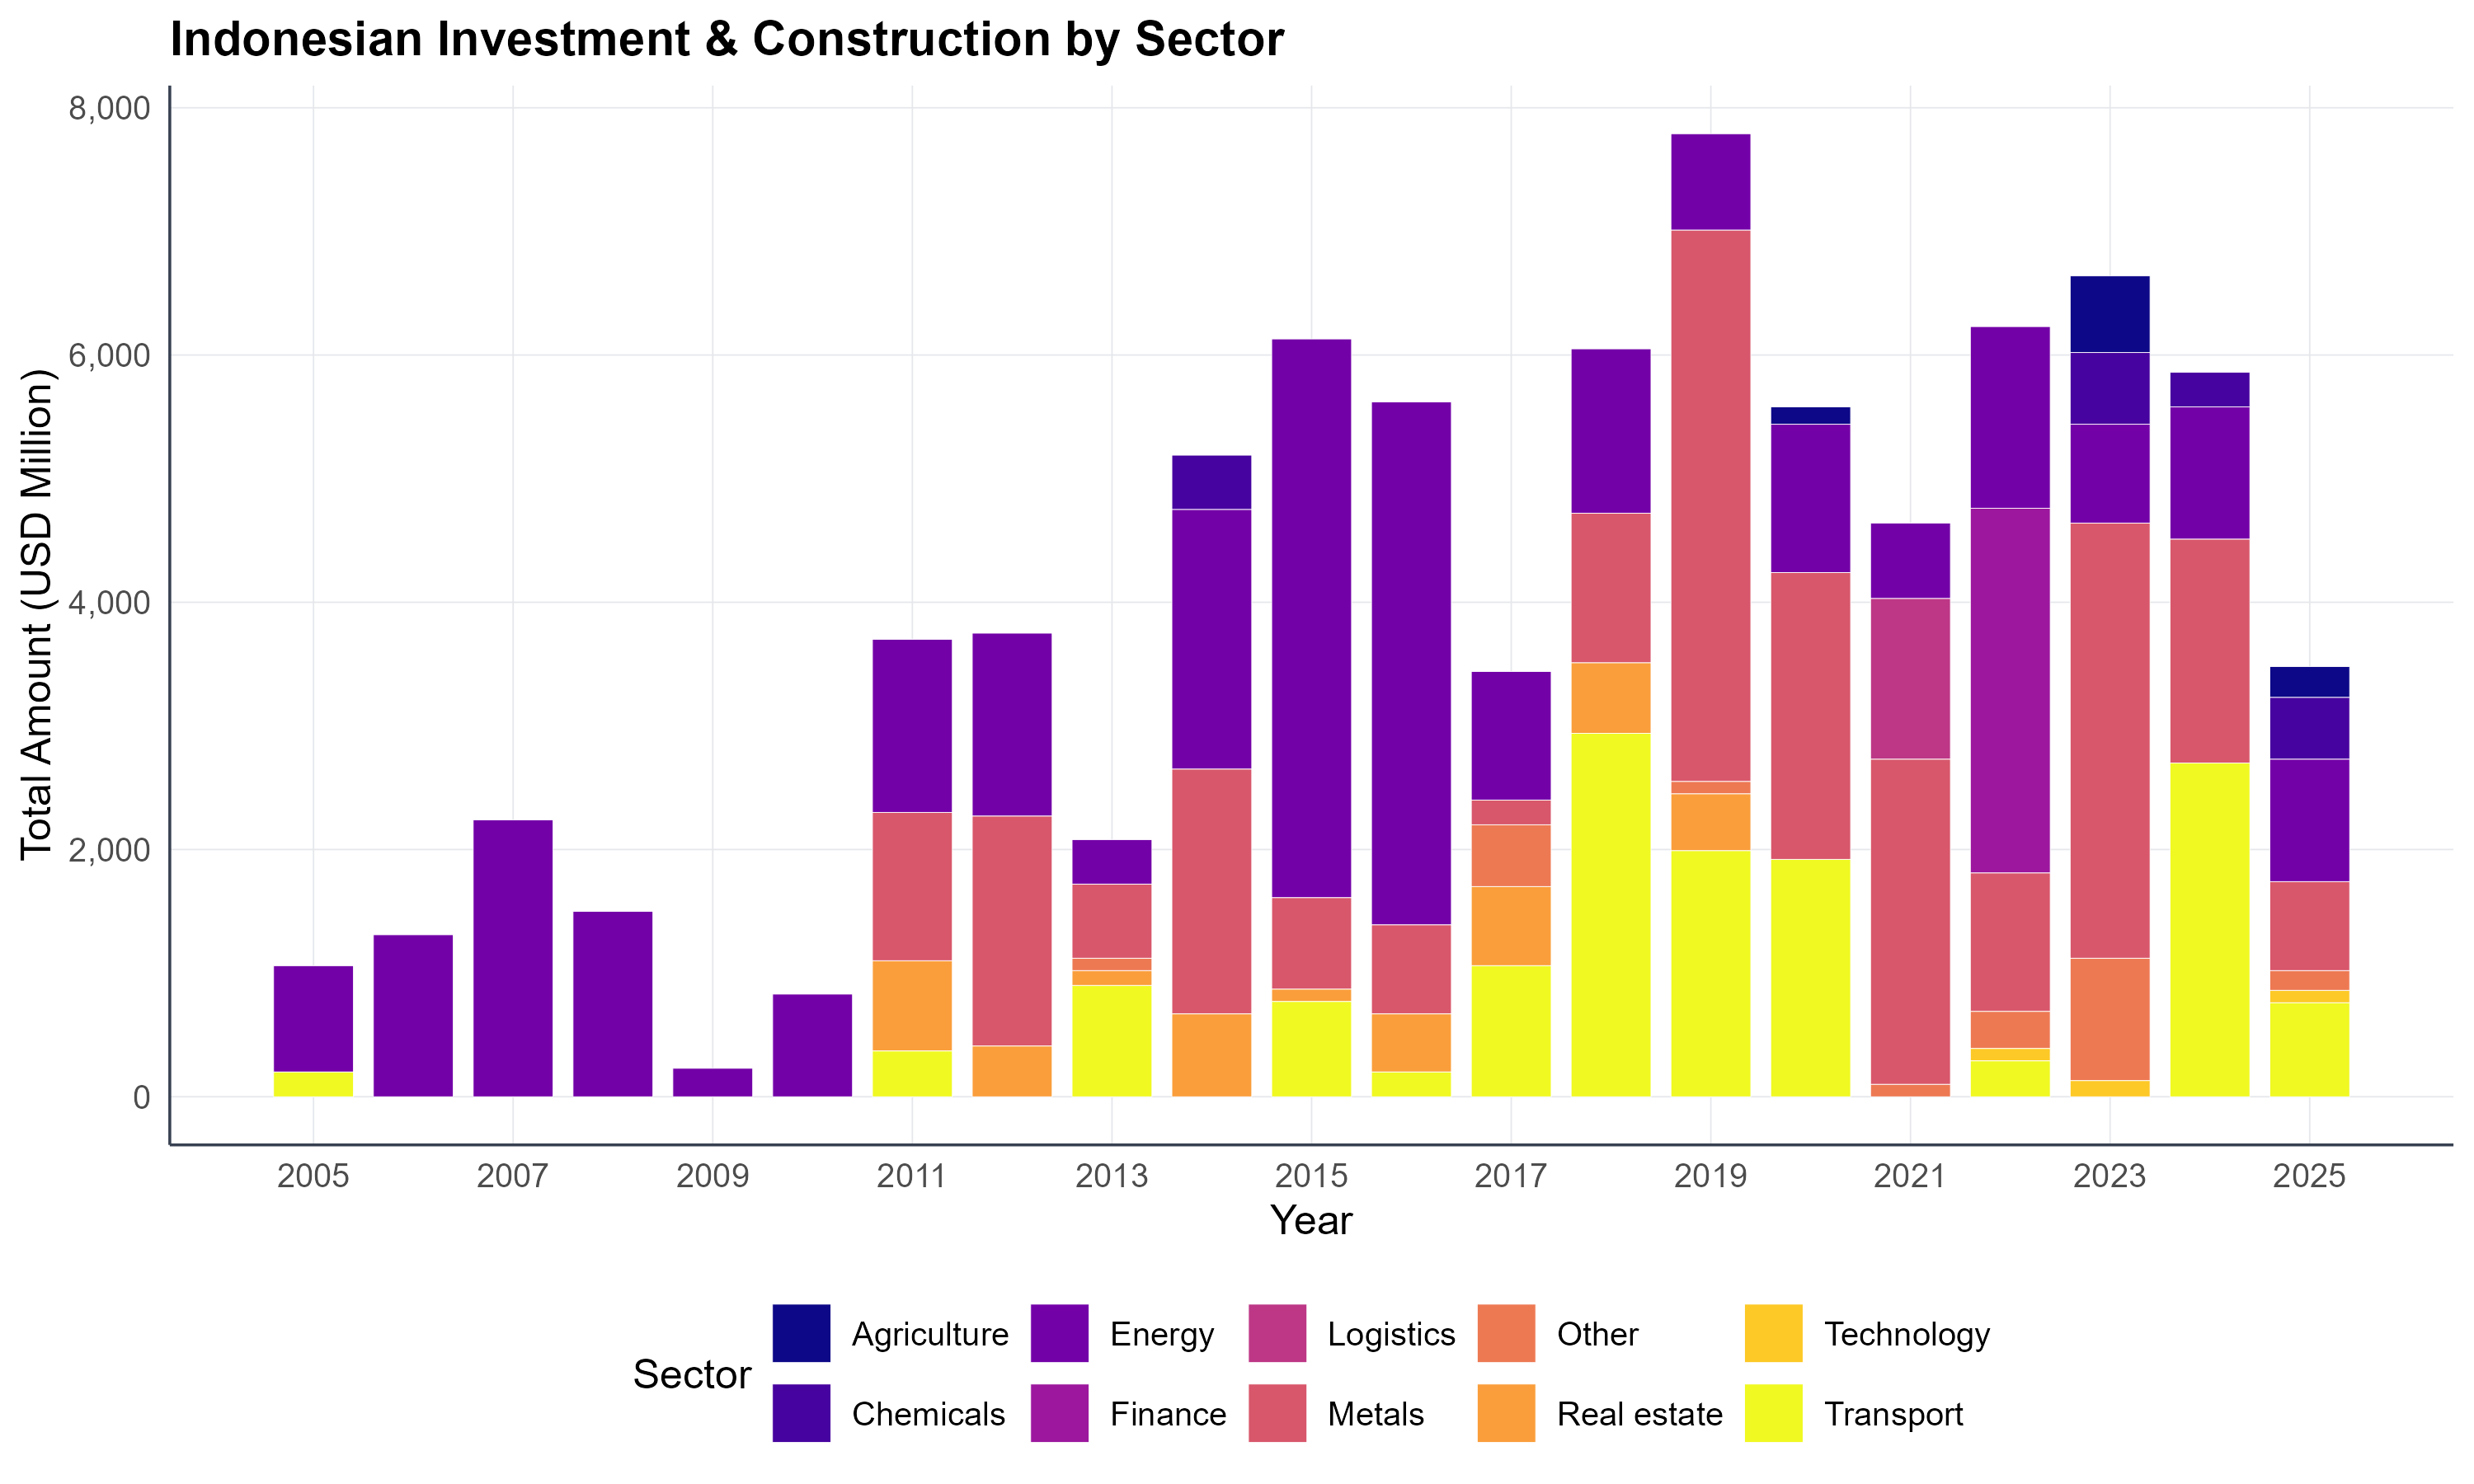 Indonesian Investment & Construction by Sector
Total Amount (USD Million)
8,000
6,000
4,000
2,000
0
2005 2007 2009 2011 2013 2015 2017 2019 2021 2023 2025
Year
Sector
Agriculture Energy Logistics Other Technology
Chemicals Finance Metals Real estate Transport